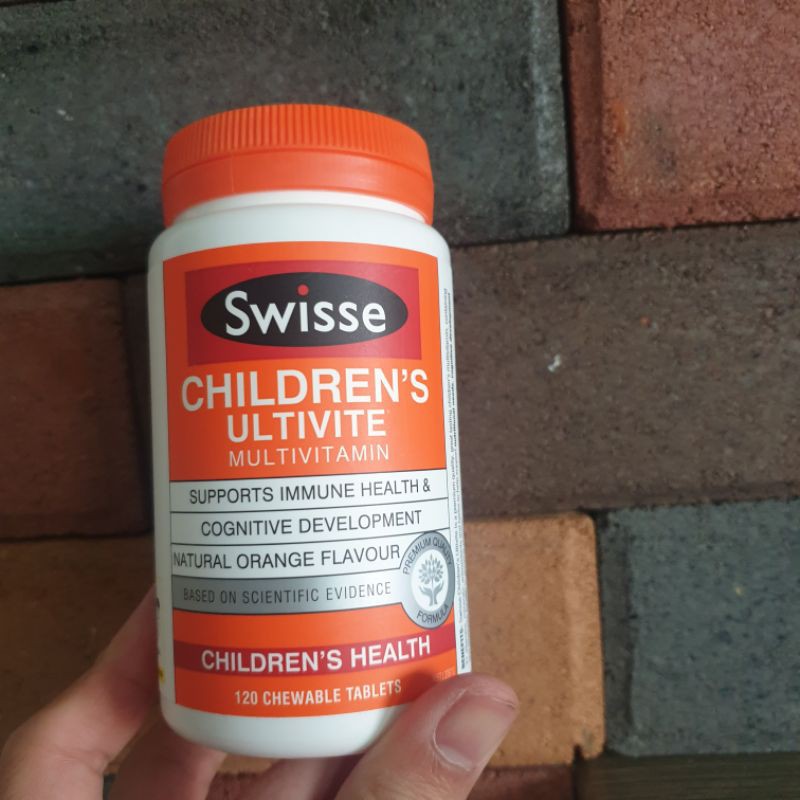 Swisse
CHILDREN'S
ULTIVITE
MULTIVITAMIN
SUPPORTS IMMUNE HEALTH &
COGNITIVE DEVELOPMENT
NATURAL ORANGE FLAVOUR
BASED ON SCIENTIFIC EVIDENCE
PREMIUM QUALITY
FORMULA
CHILDREN'S HEALTH
120 CHEWABLE TABLETS
BENEFITS: